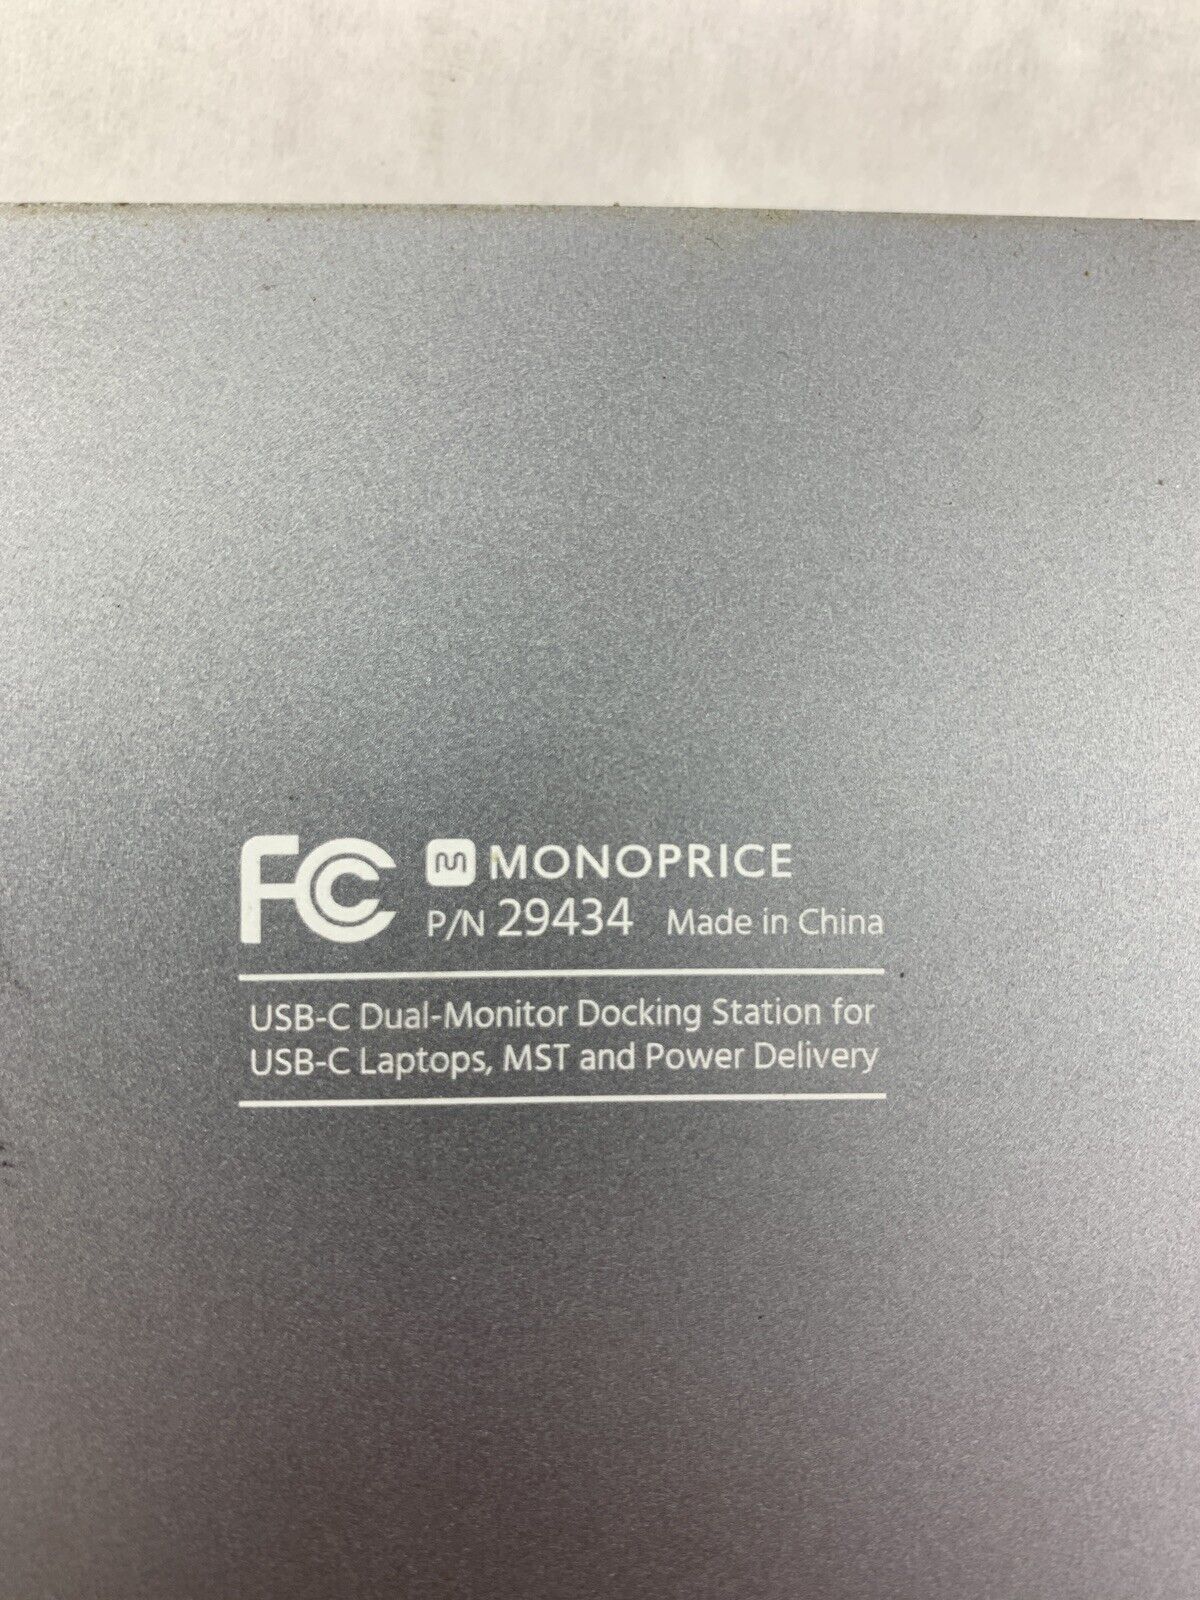 FC MONOPRICE
P/N 29434 Made in China
USB-C Dual-Monitor Docking Station for
USB-C Laptops, MST and Power Delivery